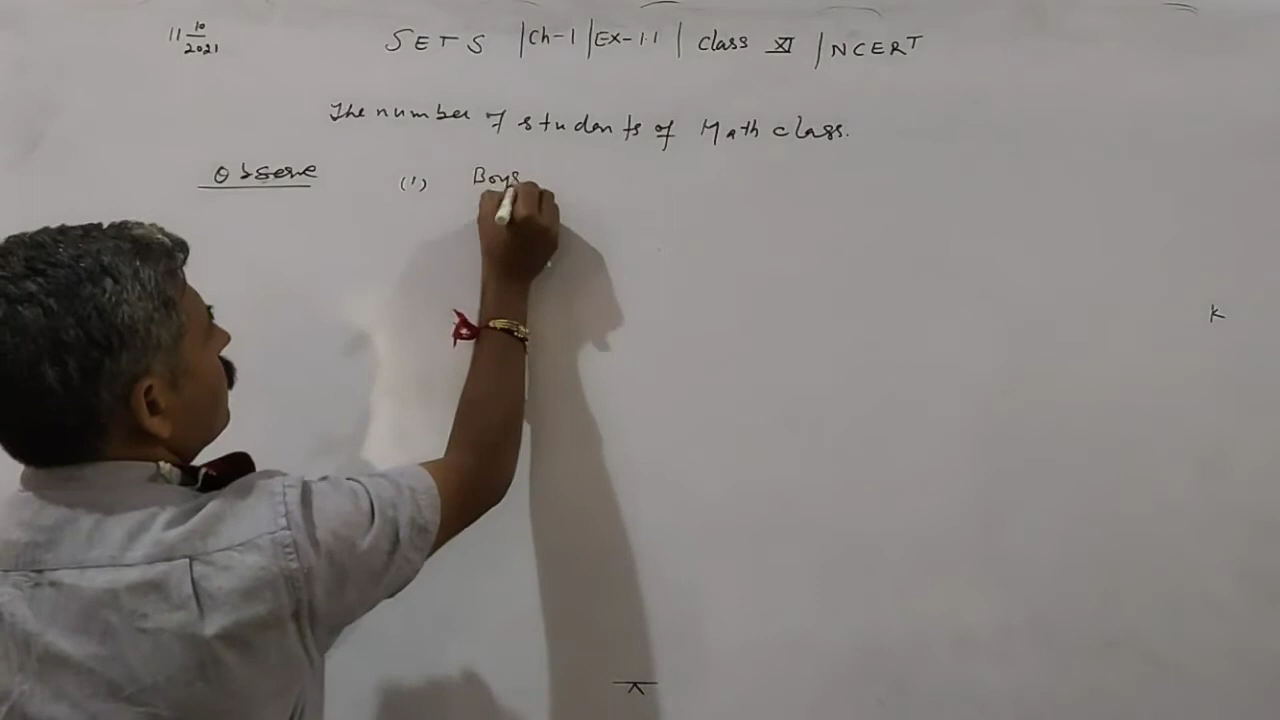 11 10/2021
SETS |Ch-1|Ex-1.1| Class XI |NCERT
The number of students of Math class.
Observe (1) Boys
K